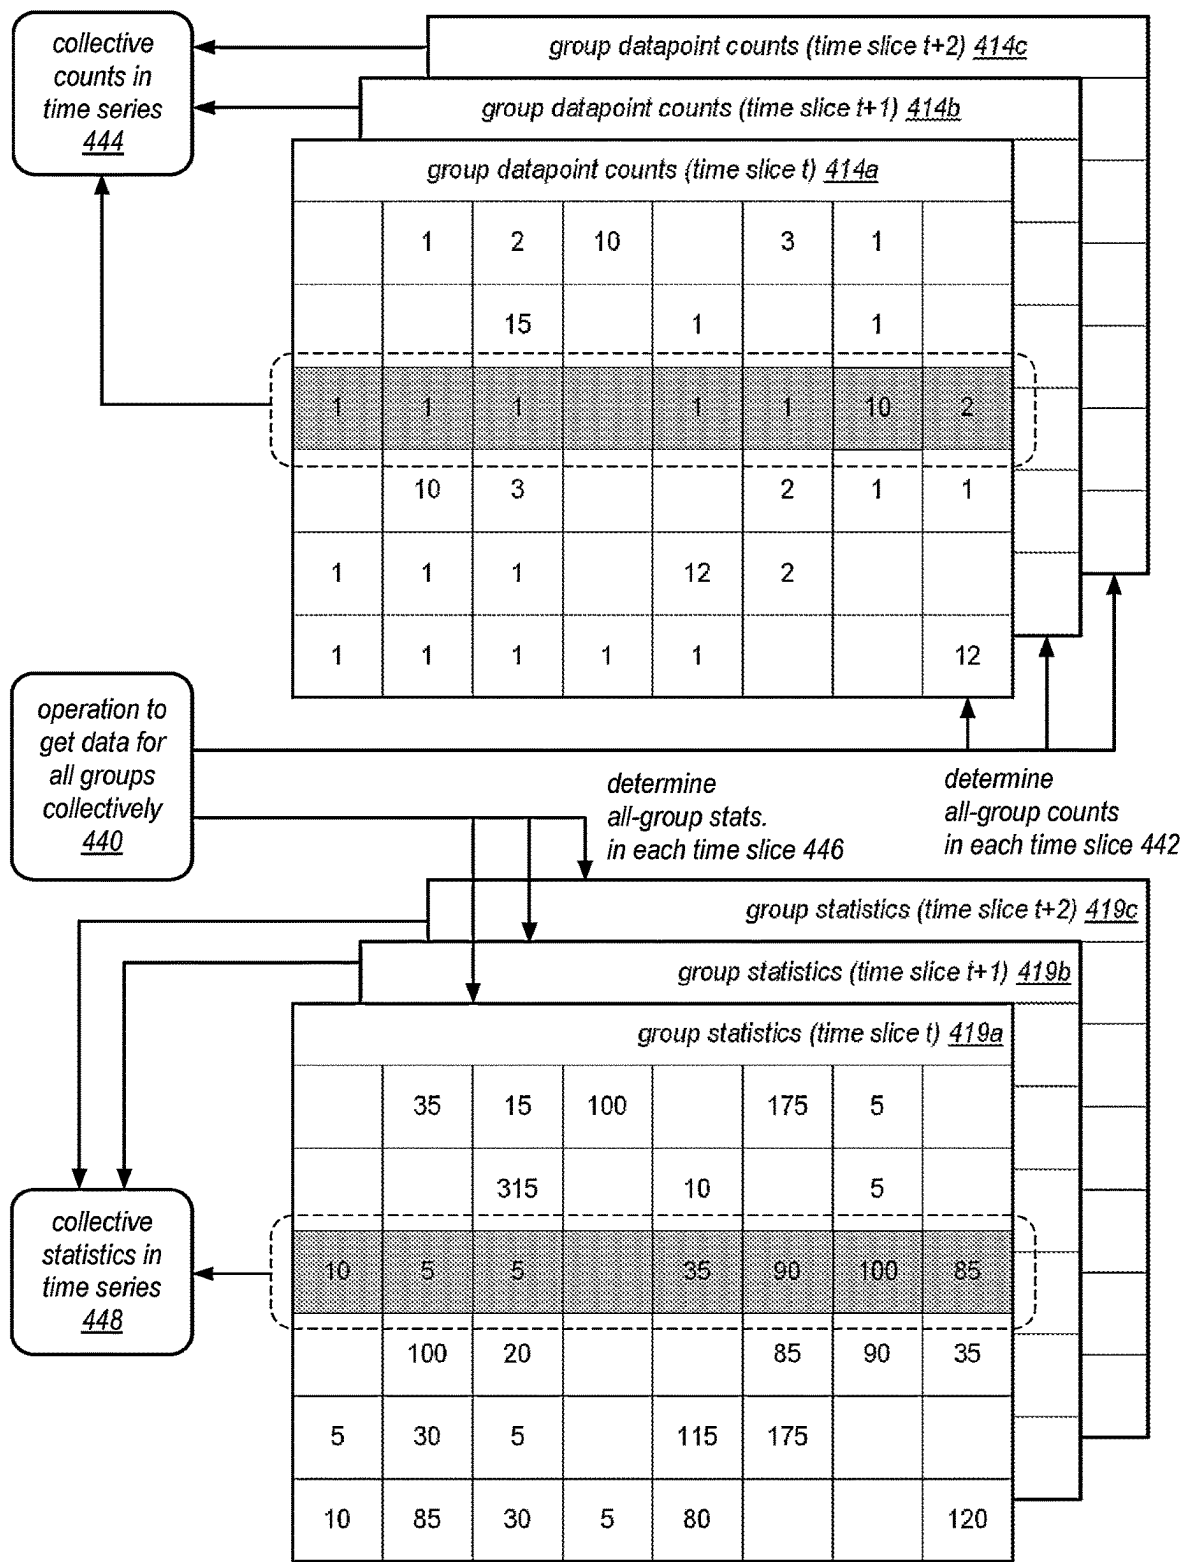 collective
counts in
time series
444
group datapoint counts (time slice t+2) 414c
group datapoint counts (time slice t+1) 414b
group datapoint counts (time slice t) 414a
1 2 10 3 1
15 1 1
1 1 1 1 1 10 2
10 3 2 1 1
1 1 1 12 2
1 1 1 1 1 12
operation to
get data for
all groups
collectively
440
determine
all-group stats.
in each time slice 446
determine
all-group counts
in each time slice 442
group statistics (time slice t+2) 419c
group statistics (time slice t+1) 419b
group statistics (time slice t) 419a
35 15 100 175 5
315 10 5
10 5 5 35 90 100 85
100 20 85 90 35
5 30 5 115 175
10 85 30 5 80 120
collective
statistics in
time series
448